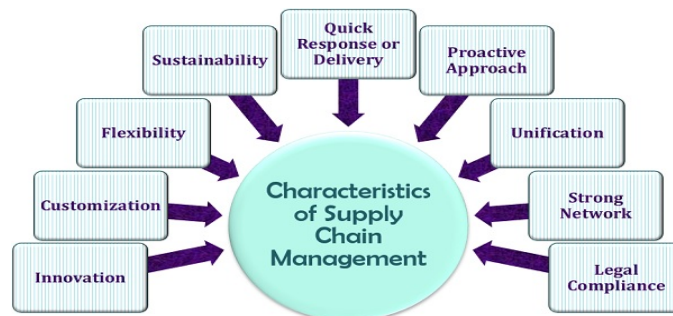 Quick
Response or
Delivery
Sustainability
Proactive
Approach
Flexibility
Unification
Customization
Strong
Network
Innovation
Legal
Compliance
Characteristics
of Supply
Chain
Management